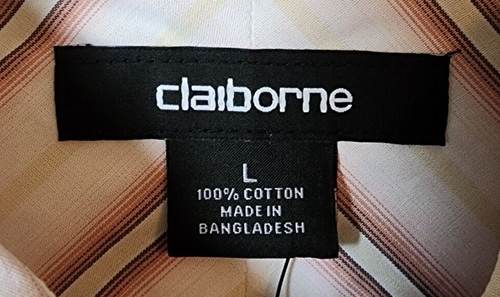 claiborne
L
100% COTTON
MADE IN
BANGLADESH